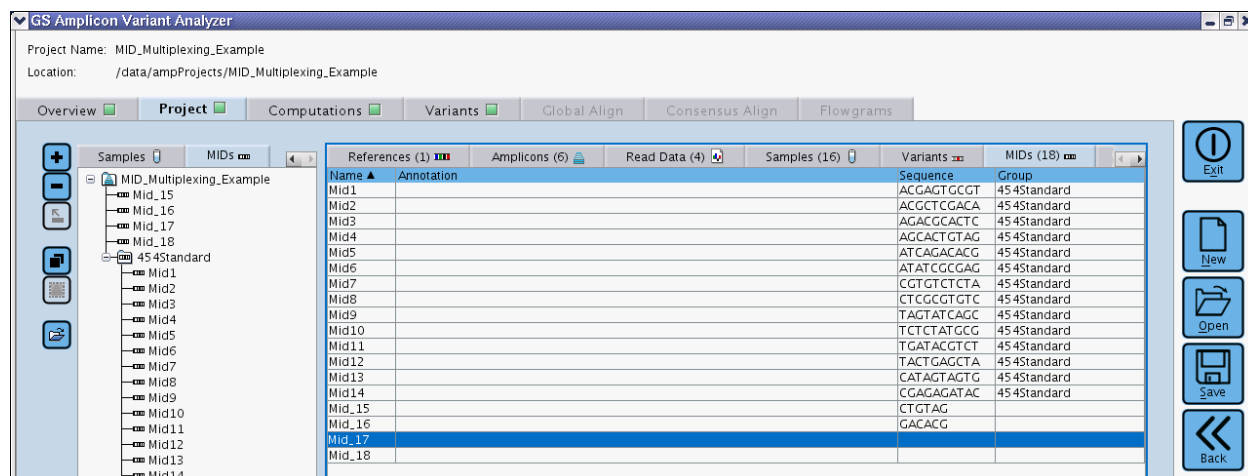 GS Amplicon Variant Analyzer
Project Name: MID_Multiplexing_Example
Location: /data/ampProjects/MID_Multiplexing_Example
Overview Project Computations Variants Global Align Consensus Align Flowgrams
Samples MIDs
MID_Multiplexing_Example
Mid_15
Mid_16
Mid_17
Mid_18
454Standard
Mid1
Mid2
Mid3
Mid4
Mid5
Mid6
Mid7
Mid8
Mid9
Mid10
Mid11
Mid12
Mid13
Mid14
References (1) Amplicons (6) Read Data (4) Samples (16) Variants MIDs (18)
Name Annotation Sequence Group
Mid1 ACGAGTGCGT 454Standard
Mid2 ACGCTCGACA 454Standard
Mid3 AGACGCACTC 454Standard
Mid4 AGCACTGTAG 454Standard
Mid5 ATCAGACACG 454Standard
Mid6 ATATCGCGAG 454Standard
Mid7 CGTGTCTCTA 454Standard
Mid8 CTCGCGTGTC 454Standard
Mid9 TAGTATCAGC 454Standard
Mid10 TCTCTATGCG 454Standard
Mid11 TGATACGTCT 454Standard
Mid12 TACTGAGCTA 454Standard
Mid13 CATAGTAGTG 454Standard
Mid14 CGAGAGATAC 454Standard
Mid_15 CTGTAG
Mid_16 GACACG
Mid_17
Mid_18
Exit
New
Open
Save
Back